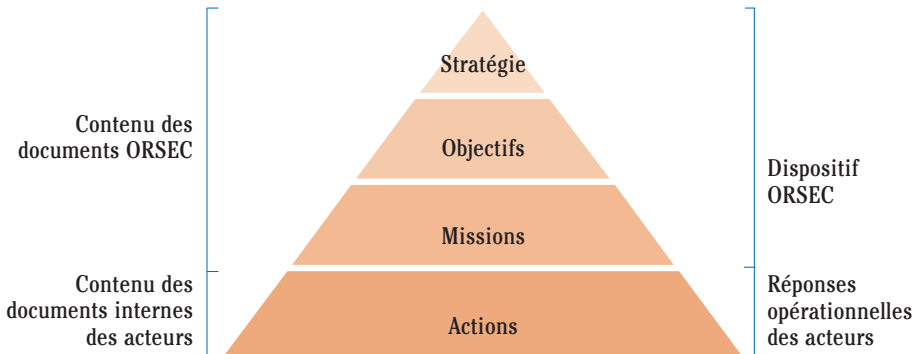 Stratégie
Contenu des
documents ORSEC
Objectifs
Dispositif
ORSEC
Missions
Contenu des
documents internes
des acteurs
Actions
Réponses
opérationnelles
des acteurs